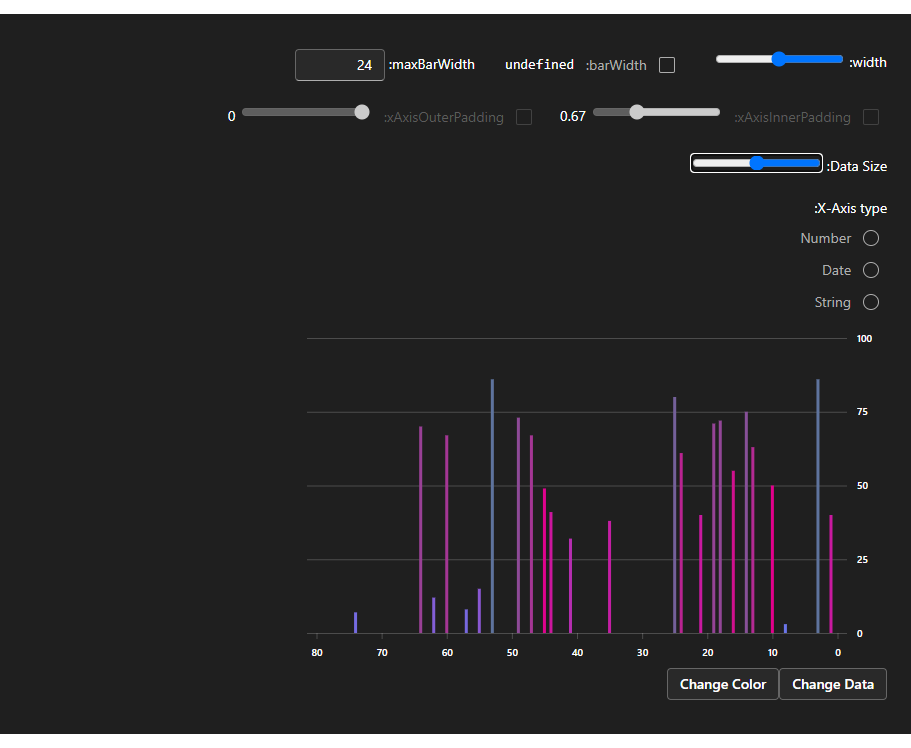 24 :maxBarWidth undefined :barWidth :width
0 :xAxisOuterPadding 0.67 :xAxisInnerPadding
:Data Size
:X-Axis type
Number
Date
String
100
75
50
25
0
80 70 60 50 40 30 20 10 0
Change Color Change Data